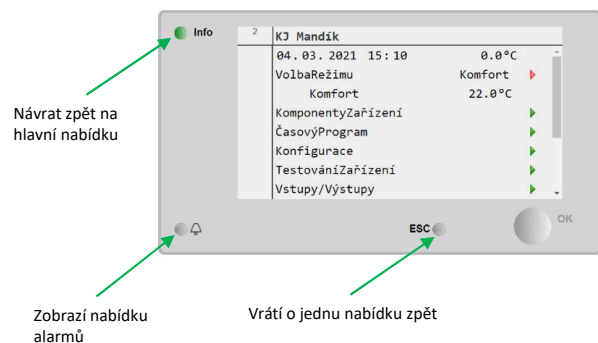 Info
2 KJ Mandík
04.03.2021 15:10 0.0°C
VolbaRežimu Komfort
Komfort 22.0°C
KomponentyZařízení
ČasovýProgram
Konfigurace
TestováníZařízení
Vstupy/Výstupy
Návrat zpět na
hlavní nabídku
OK
ESC
Zobrazí nabídku
alarmů
Vrátí o jednu nabídku zpět